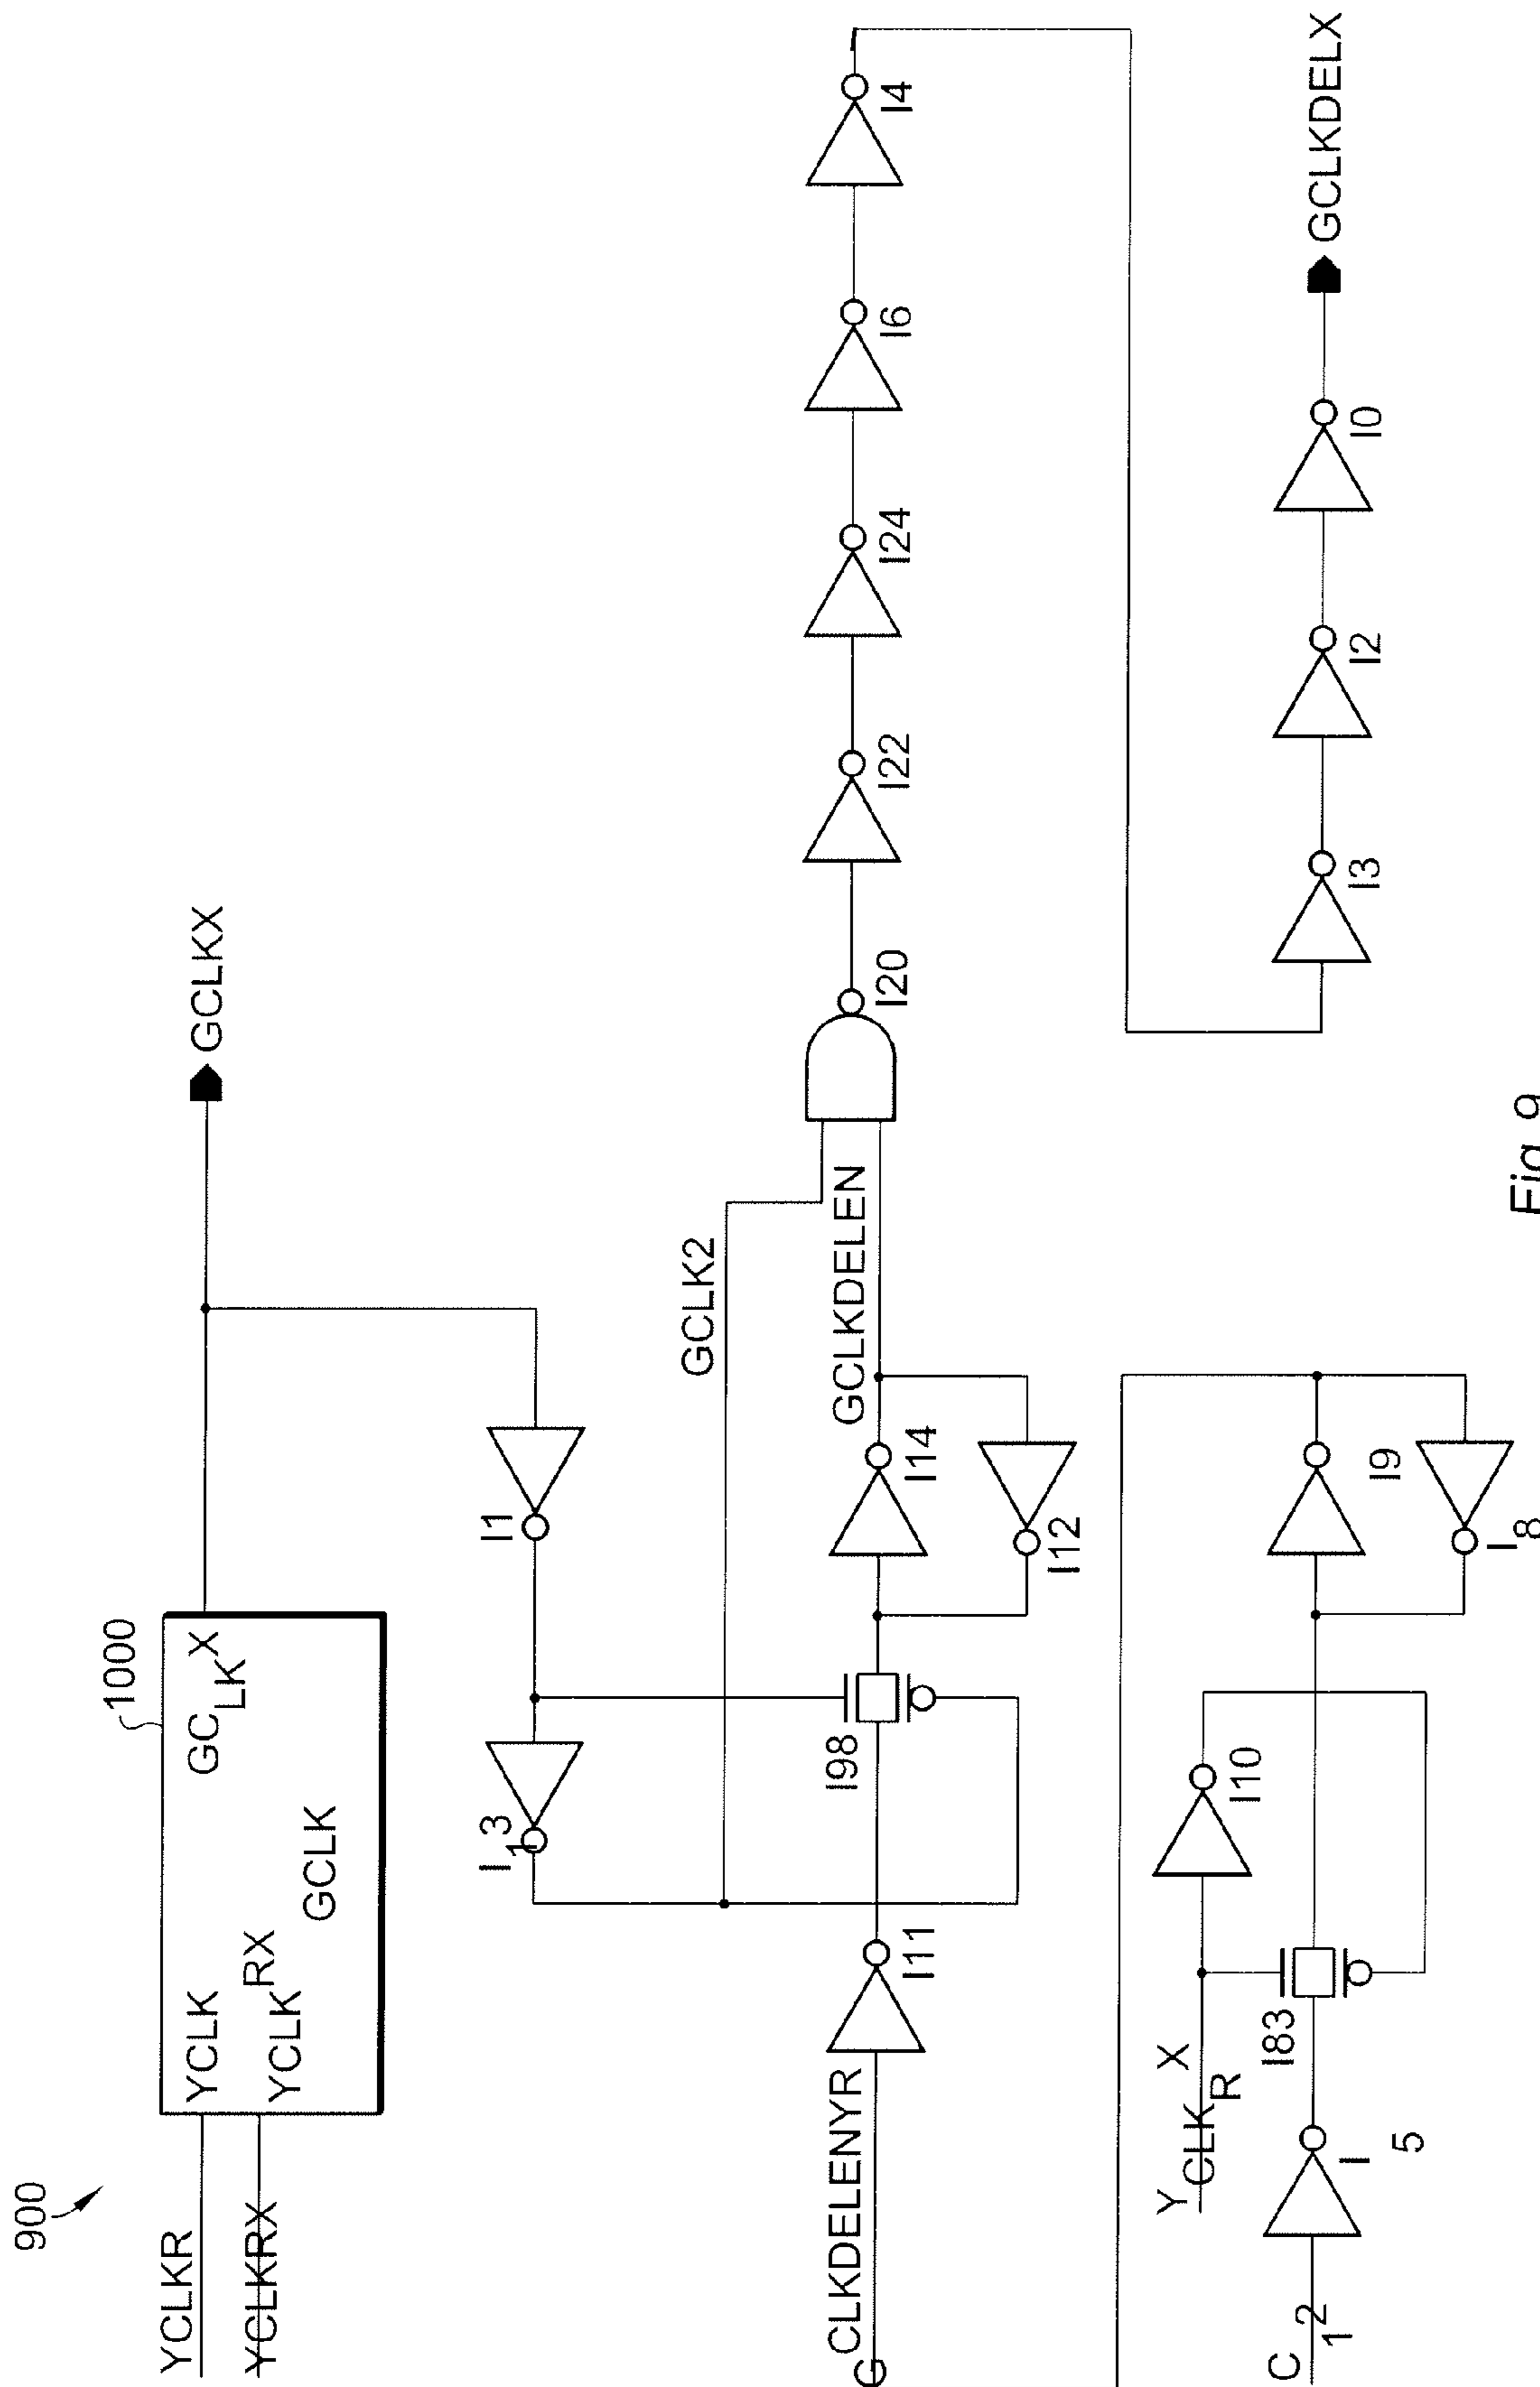 900
YCLKR
YCLKRX
YCLK
YCLKRX
GCLK
GCLKX
1000
GCLKX
I1
I13
GCLK2
GCLKDELENYR
I11
I98
I14
I12
GCLKDELEN
I20
I22
I24
I6
I4
YCLKRX
I10
C12
I5
I83
I9
I8
I3
I2
I0
GCLKDELX
Fig. 9